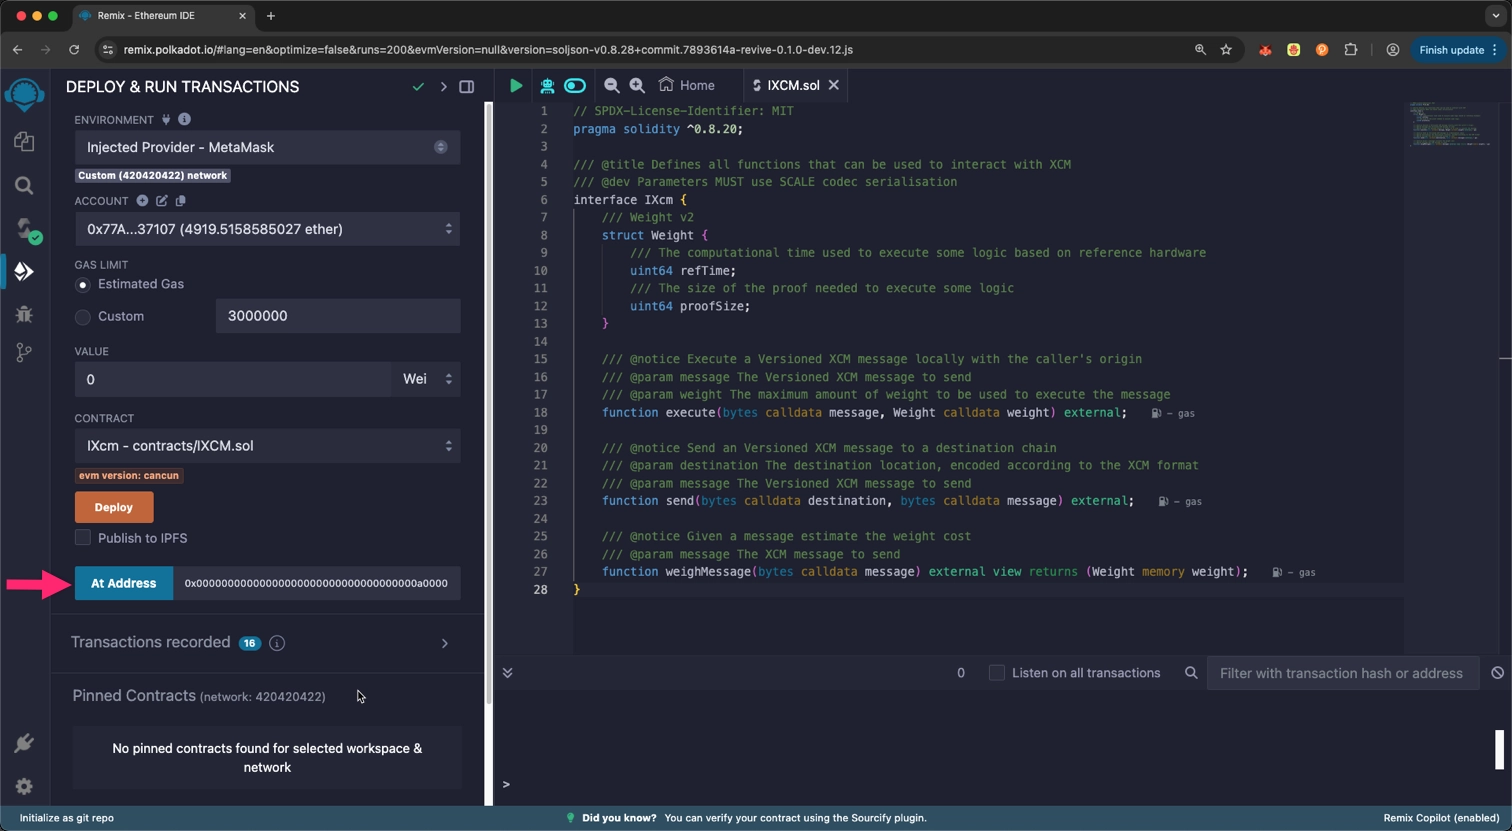 Remix - Ethereum IDE
remix.polkadot.io/#lang=en&optimize=false&runs=200&evmVersion=null&version=soljson-v0.8.28+commit.7893614a-revive-0.1.0-dev.12.js
Finish update
DEPLOY & RUN TRANSACTIONS
ENVIRONMENT
Injected Provider - MetaMask
Custom (420420422) network
ACCOUNT
0x77A...37107 (4919.5158585027 ether)
GAS LIMIT
Estimated Gas
Custom
3000000
VALUE
0
Wei
CONTRACT
IXcm - contracts/IXCM.sol
evm version: cancun
Deploy
Publish to IPFS
At Address
Transactions recorded 16
Pinned Contracts (network: 420420422)
No pinned contracts found for selected workspace &
network
Home
IXCM.sol
1 // SPDX-License-Identifier: MIT
2 pragma solidity ^0.8.20;
3
4 /// @title Defines all functions that can be used to interact with XCM
5 /// @dev Parameters MUST use SCALE codec serialisation
6 interface IXcm {
7 /// Weight v2
8 struct Weight {
9 /// The computational time used to execute some logic based on reference hardware
10 uint64 refTime;
11 /// The size of the proof needed to execute some logic
12 uint64 proofSize;
13 }
14
15 /// @notice Execute a Versioned XCM message locally with the caller's origin
16 /// @param message The Versioned XCM message to send
17 /// @param weight The maximum amount of weight to be used to execute the message
18 function execute(bytes calldata message, Weight calldata weight) external; - gas
19
20 /// @notice Send an Versioned XCM message to a destination chain
21 /// @param destination The destination location, encoded according to the XCM format
22 /// @param message The Versioned XCM message to send
23 function send(bytes calldata destination, bytes calldata message) external; - gas
24
25 /// @notice Given a message estimate the weight cost
26 /// @param message The XCM message to send
27 function weighMessage(bytes calldata message) external view returns (Weight memory weight); - gas
28 }
0
Listen on all transactions
Filter with transaction hash or address
>
Initialize as git repo
Did you know? You can verify your contract using the Sourcify plugin.
Remix Copilot (enabled)